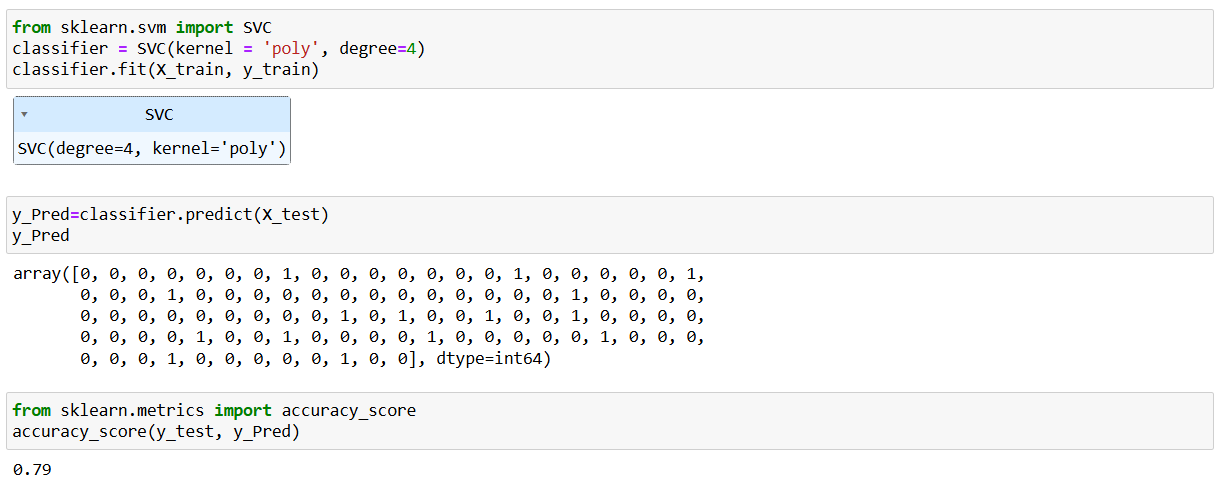 from sklearn.svm import SVC
classifier = SVC(kernel = 'poly', degree=4)
classifier.fit(X_train, y_train)
SVC
SVC(degree=4, kernel='poly')
y_Pred=classifier.predict(X_test)
y_Pred
array([0, 0, 0, 0, 0, 0, 0, 1, 0, 0, 0, 0, 0, 0, 0, 1, 0, 0, 0, 0, 0, 1,
0, 0, 0, 1, 0, 0, 0, 0, 0, 0, 0, 0, 0, 0, 0, 0, 0, 1, 0, 0, 0, 0,
0, 0, 0, 0, 0, 0, 0, 0, 0, 1, 0, 1, 0, 0, 1, 0, 0, 1, 0, 0, 0, 0,
0, 0, 0, 0, 1, 0, 0, 1, 0, 0, 0, 0, 1, 0, 0, 0, 0, 0, 1, 0, 0, 0,
0, 0, 0, 1, 0, 0, 0, 0, 0, 1, 0, 0], dtype=int64)
from sklearn.metrics import accuracy_score
accuracy_score(y_test, y_Pred)
0.79